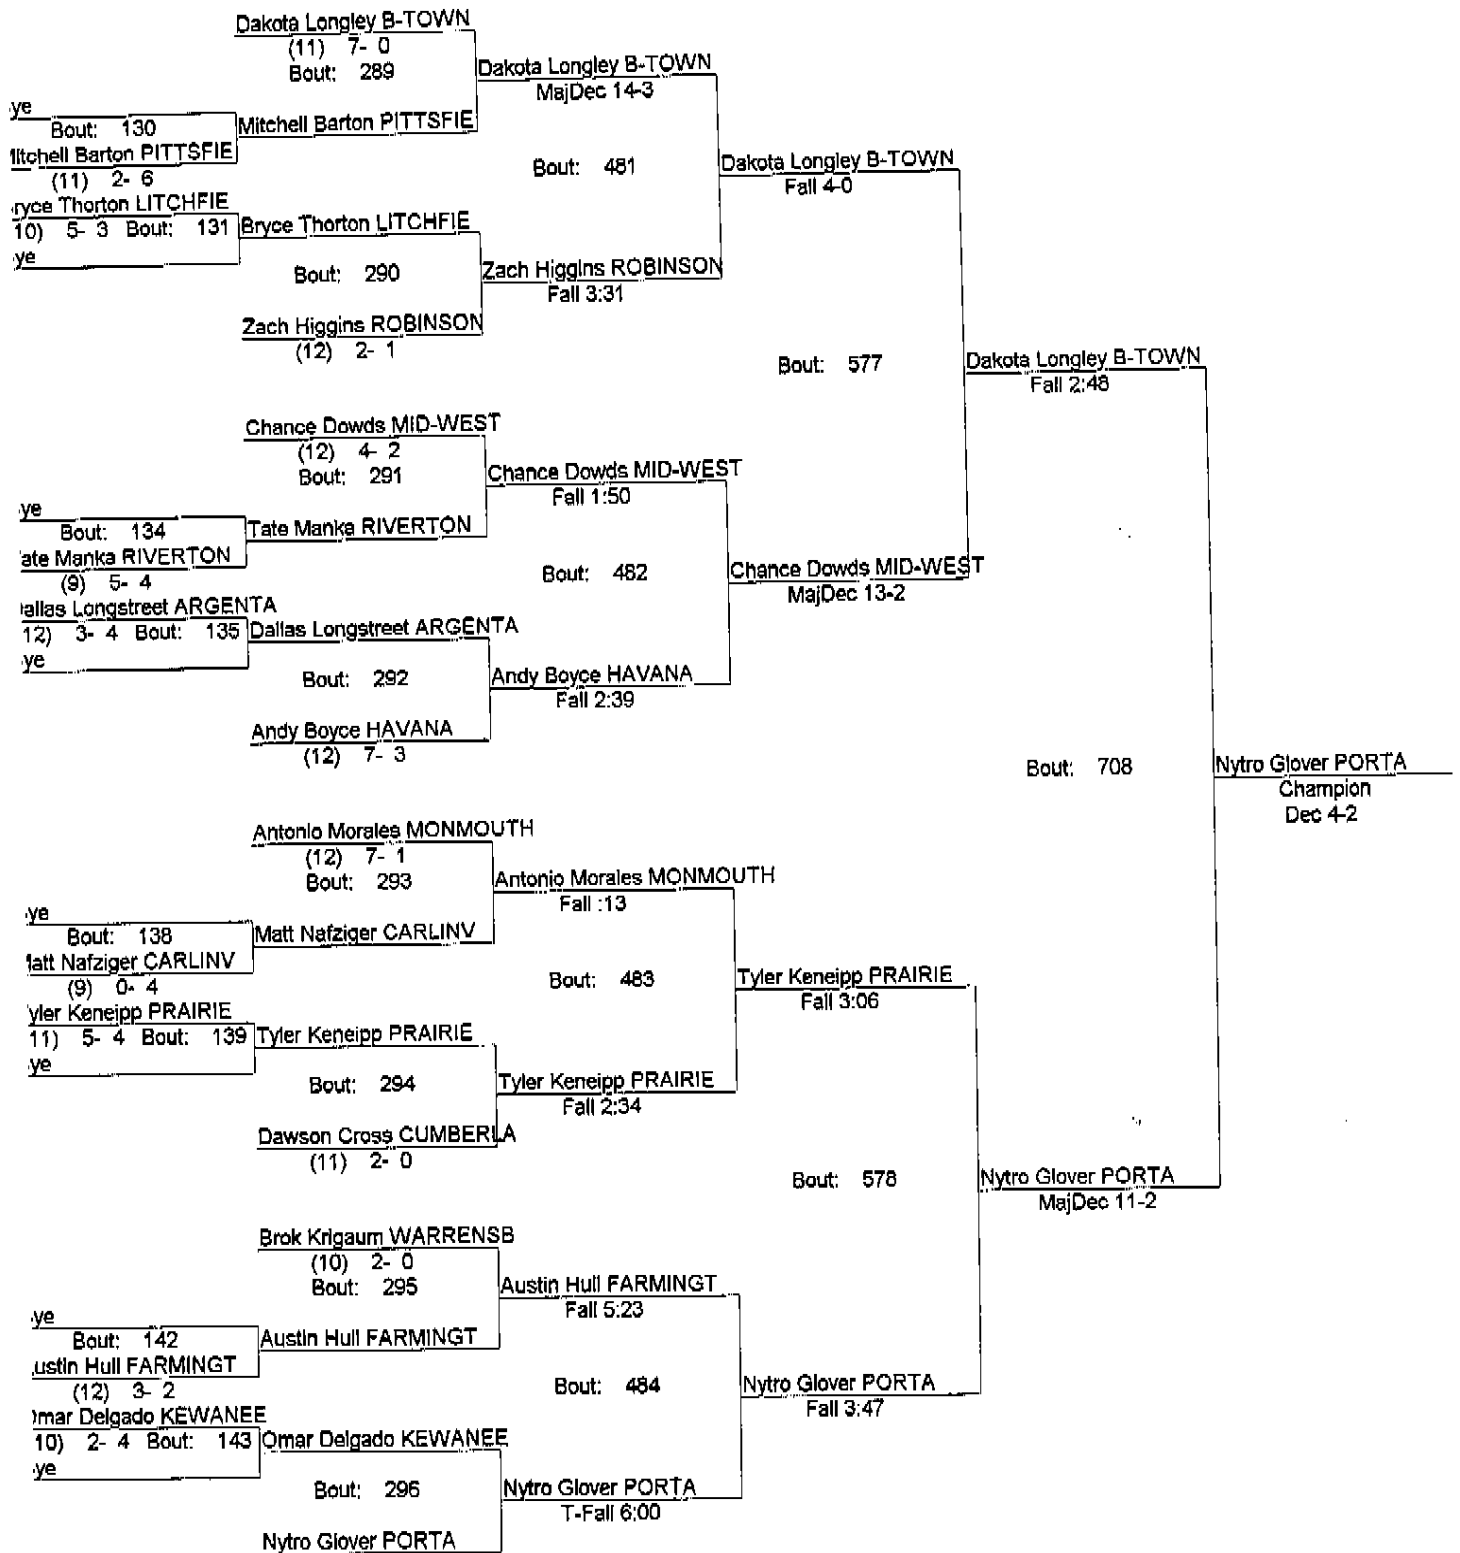 Dakota Longley B-TOWN
(11) 7- 0
Bout: 289
Dakota Longley B-TOWN
MajDec 14-3
ye
Bout: 130
Mitchell Barton PITTSFIE
litchell Barton PITTSFIE
(11) 2- 6
Bout: 481
Dakota Longley B-TOWN
Fall 4-0
ryce Thorton LITCHFIE
10) 5- 3 Bout: 131
Bryce Thorton LITCHFIE
ye
Bout: 290
Zach Higgins ROBINSON
Fall 3:31
Zach Higgins ROBINSON
(12) 2- 1
Bout: 577
Dakota Longley B-TOWN
Fall 2:48
Chance Dowds MID-WEST
(12) 4- 2
Bout: 291
Chance Dowds MID-WEST
Fall 1:50
ye
Bout: 134
Tate Manka RIVERTON
ate Manka RIVERTON
(9) 5- 4
Bout: 482
Chance Dowds MID-WEST
MajDec 13-2
allas Longstreet ARGENTA
12) 3- 4 Bout: 135
Dallas Longstreet ARGENTA
ye
Bout: 292
Andy Boyce HAVANA
Fall 2:39
Andy Boyce HAVANA
(12) 7- 3
Bout: 708
Nytro Glover PORTA
Champion
Dec 4-2
Antonio Morales MONMOUTH
(12) 7- 1
Bout: 293
Antonio Morales MONMOUTH
Fall :13
ye
Bout: 138
Matt Nafziger CARLINV
latt Nafziger CARLINV
(9) 0- 4
Bout: 483
Tyler Keneipp PRAIRIE
Fall 3:06
yler Keneipp PRAIRIE
11) 5- 4 Bout: 139
Tyler Keneipp PRAIRIE
ye
Bout: 294
Tyler Keneipp PRAIRIE
Fall 2:34
Dawson Cross CUMBERLA
(11) 2- 0
Bout: 578
Nytro Glover PORTA
MajDec 11-2
Brok Krigaum WARRENSB
(10) 2- 0
Bout: 295
Austin Hull FARMINGT
Fall 5:23
ye
Bout: 142
Austin Hull FARMINGT
ustin Hull FARMINGT
(12) 3- 2
Bout: 484
Nytro Glover PORTA
Fall 3:47
mar Delgado KEWANEE
10) 2- 4 Bout: 143
Omar Delgado KEWANEE
ye
Bout: 296
Nytro Glover PORTA
T-Fall 6:00
Nytro Glover PORTA